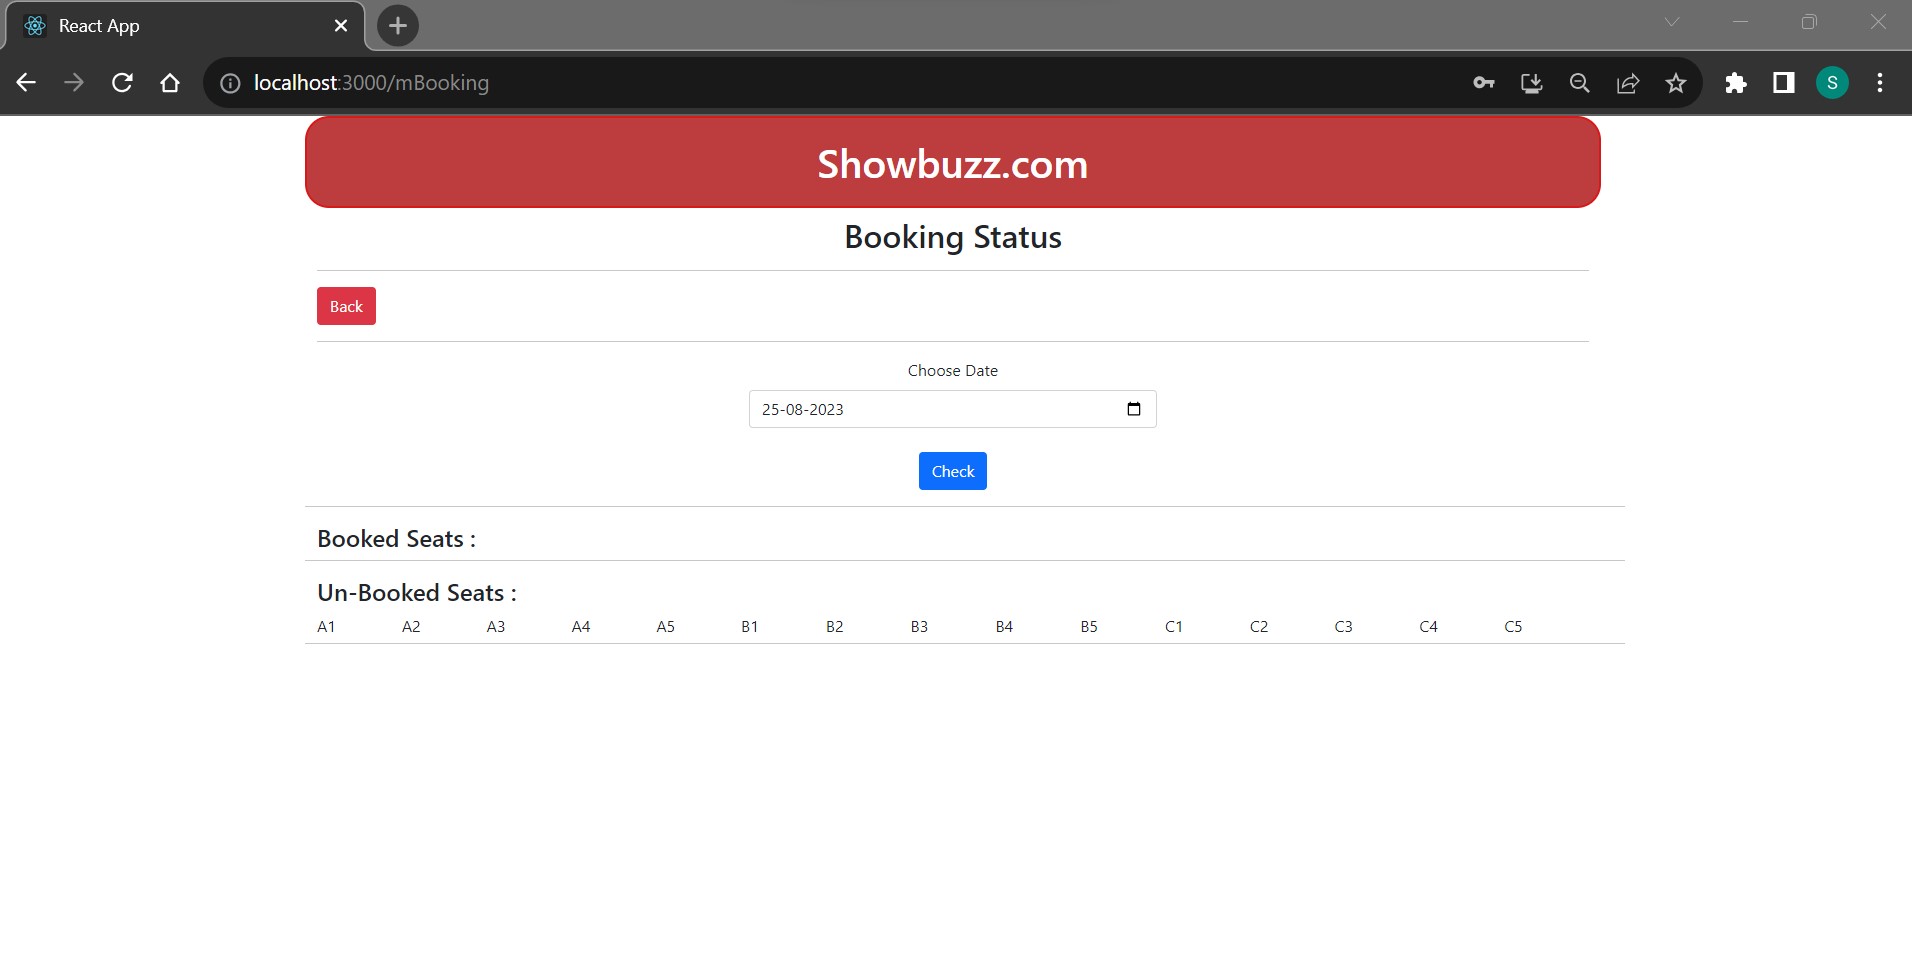 React App
localhost:3000/mBooking
S
Showbuzz.com
Booking Status
Back
Choose Date
25-08-2023
Check
Booked Seats :
Un-Booked Seats :
A1 A2 A3 A4 A5 B1 B2 B3 B4 B5 C1 C2 C3 C4 C5